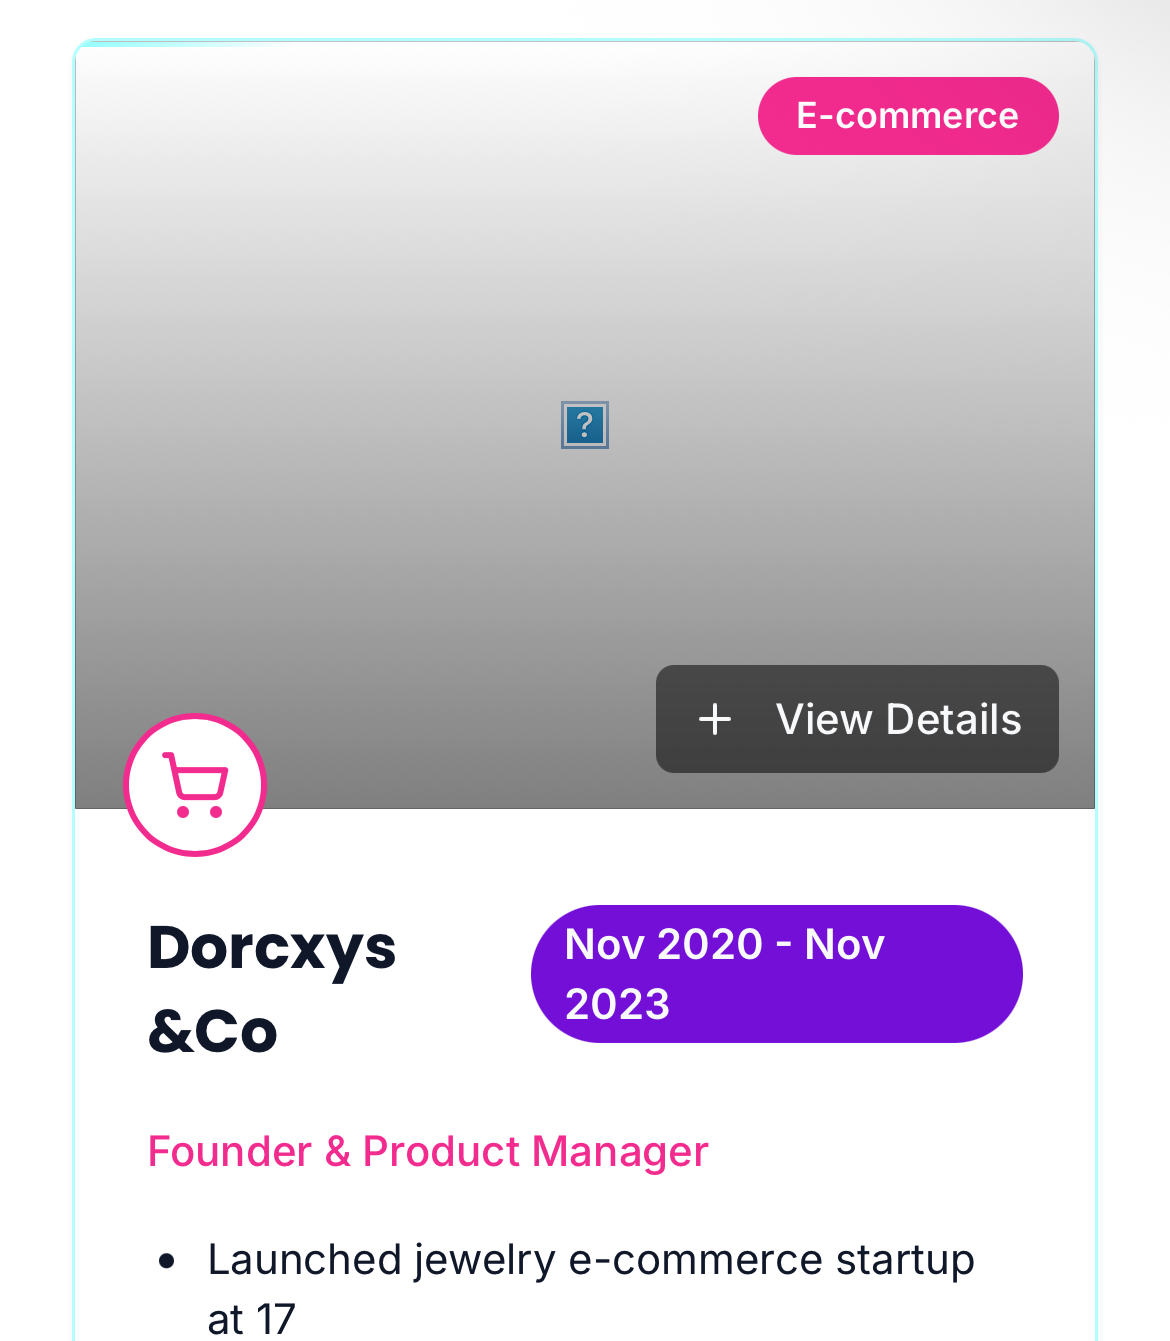 E-commerce
?
View Details
Dorcxys
&Co
Nov 2020 - Nov
2023
Founder & Product Manager
• Launched jewelry e-commerce startup
at 17